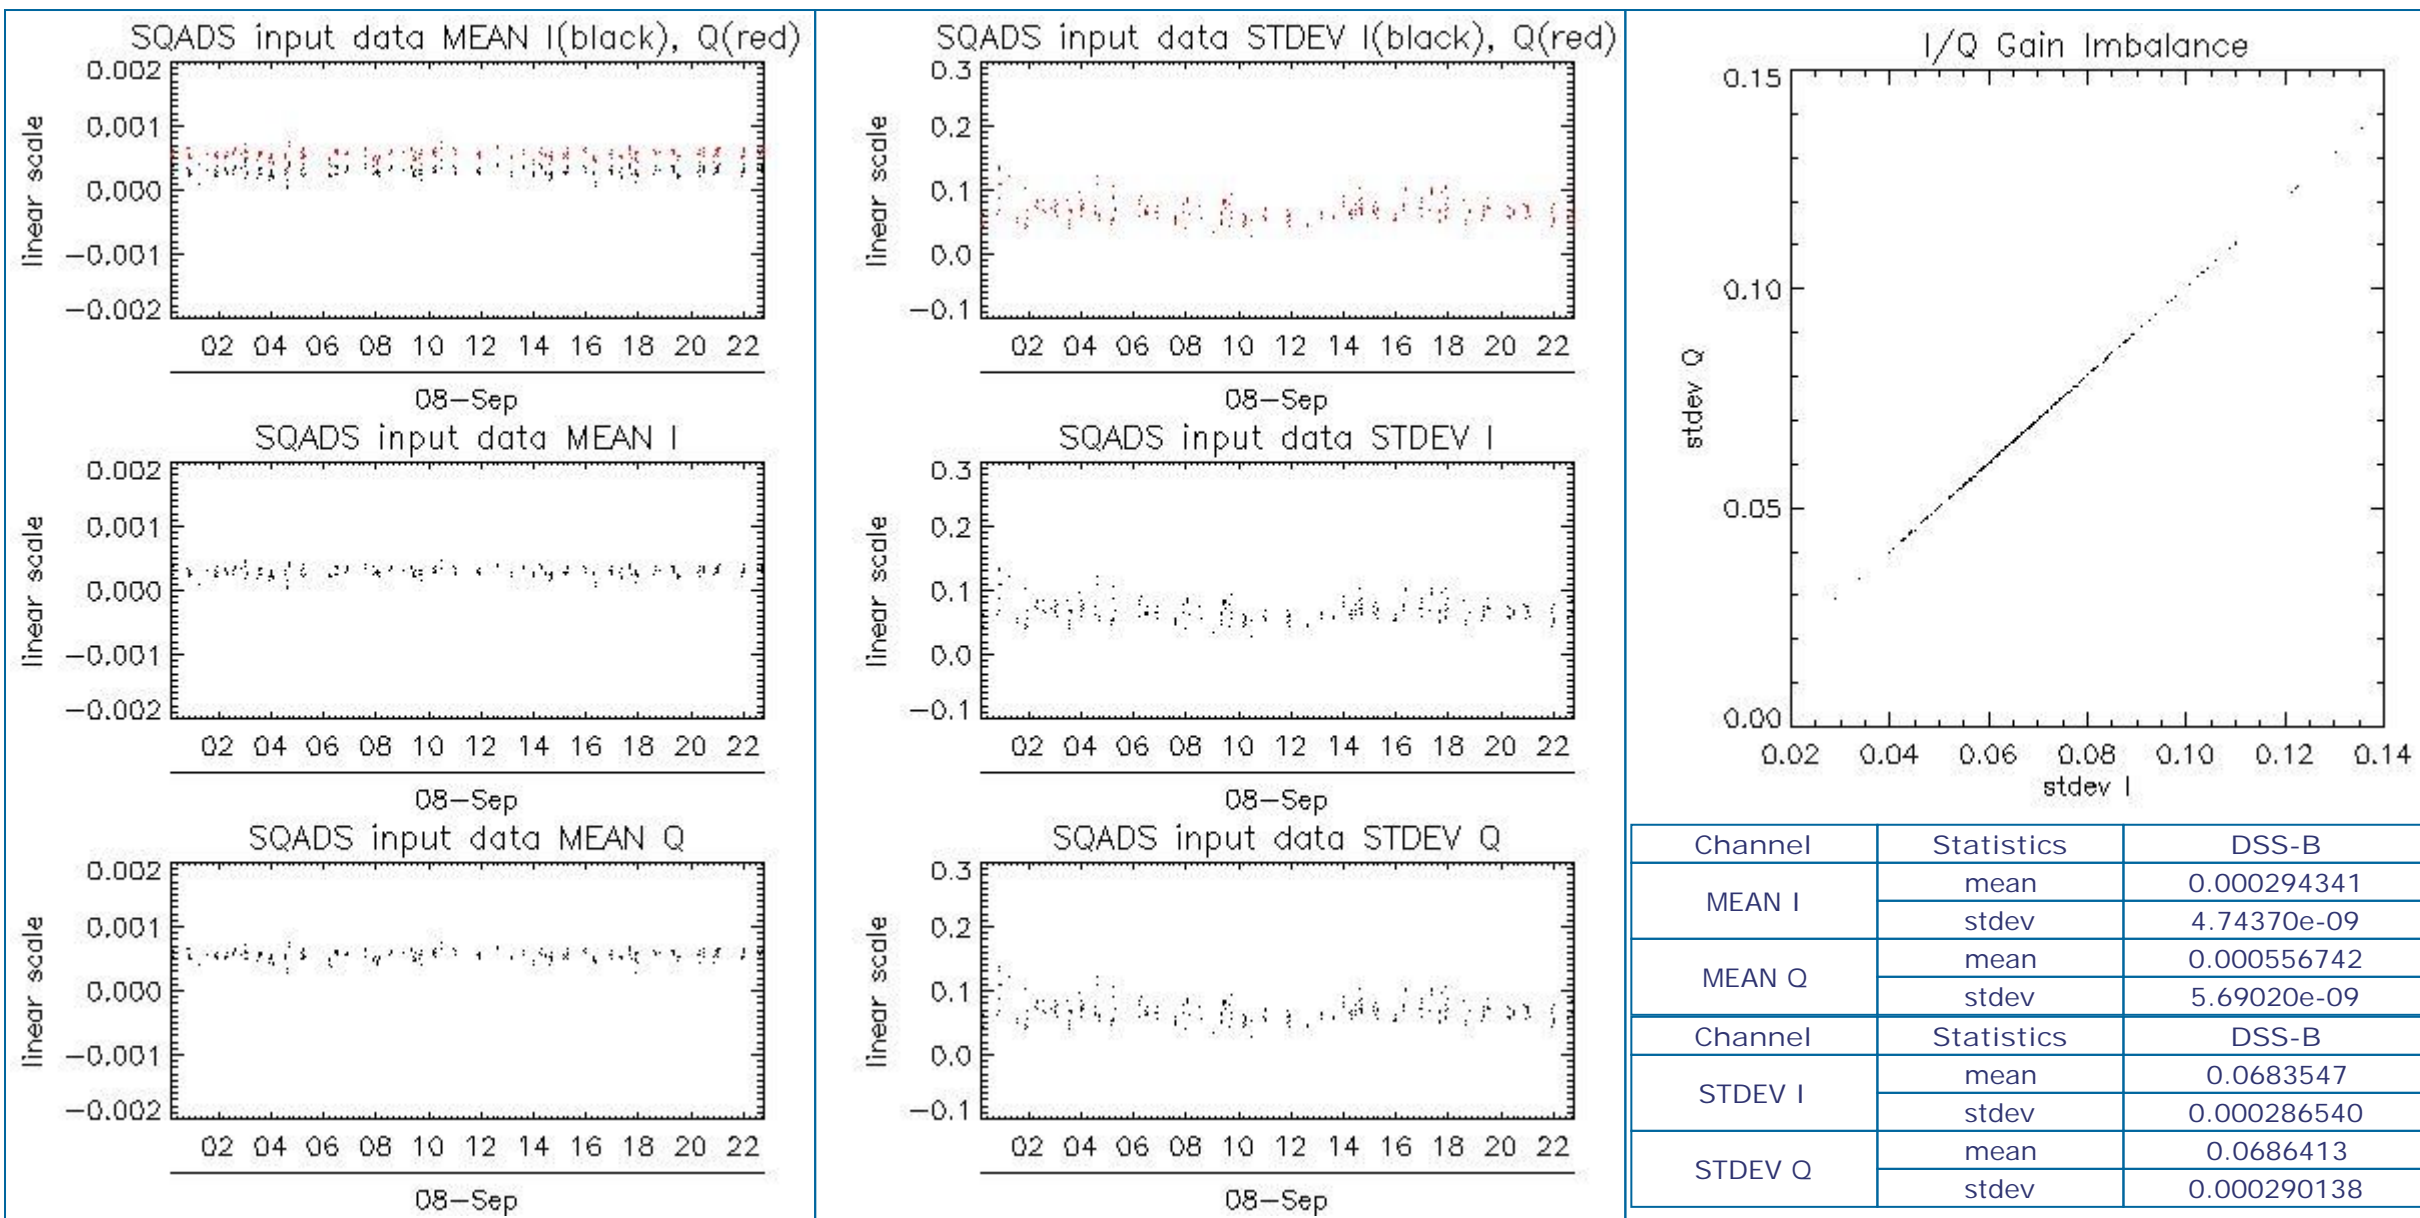 SQADS input data MEAN I(black), Q(red)
0.002
0.001
0.000
-0.001
-0.002
linear scale
02 04 06 08 10 12 14 16 18 20 22
08-Sep
SQADS input data MEAN I
0.002
0.001
0.000
-0.001
-0.002
linear scale
02 04 06 08 10 12 14 16 18 20 22
08-Sep
SQADS input data MEAN Q
0.002
0.001
0.000
-0.001
-0.002
linear scale
02 04 06 08 10 12 14 16 18 20 22
08-Sep
SQADS input data STDEV I(black), Q(red)
0.3
0.2
0.1
0.0
-0.1
linear scale
02 04 06 08 10 12 14 16 18 20 22
08-Sep
SQADS input data STDEV I
0.3
0.2
0.1
0.0
-0.1
linear scale
02 04 06 08 10 12 14 16 18 20 22
08-Sep
SQADS input data STDEV Q
0.3
0.2
0.1
0.0
-0.1
linear scale
02 04 06 08 10 12 14 16 18 20 22
08-Sep
I/Q Gain Imbalance
0.15
0.10
0.05
0.00
stdev Q
0.02 0.04 0.06 0.08 0.10 0.12 0.14
stdev I
Channel Statistics DSS-B
MEAN I mean 0.000294341
stdev 4.74370e-09
MEAN Q mean 0.000556742
stdev 5.69020e-09
Channel Statistics DSS-B
STDEV I mean 0.0683547
stdev 0.000286540
STDEV Q mean 0.0686413
stdev 0.000290138